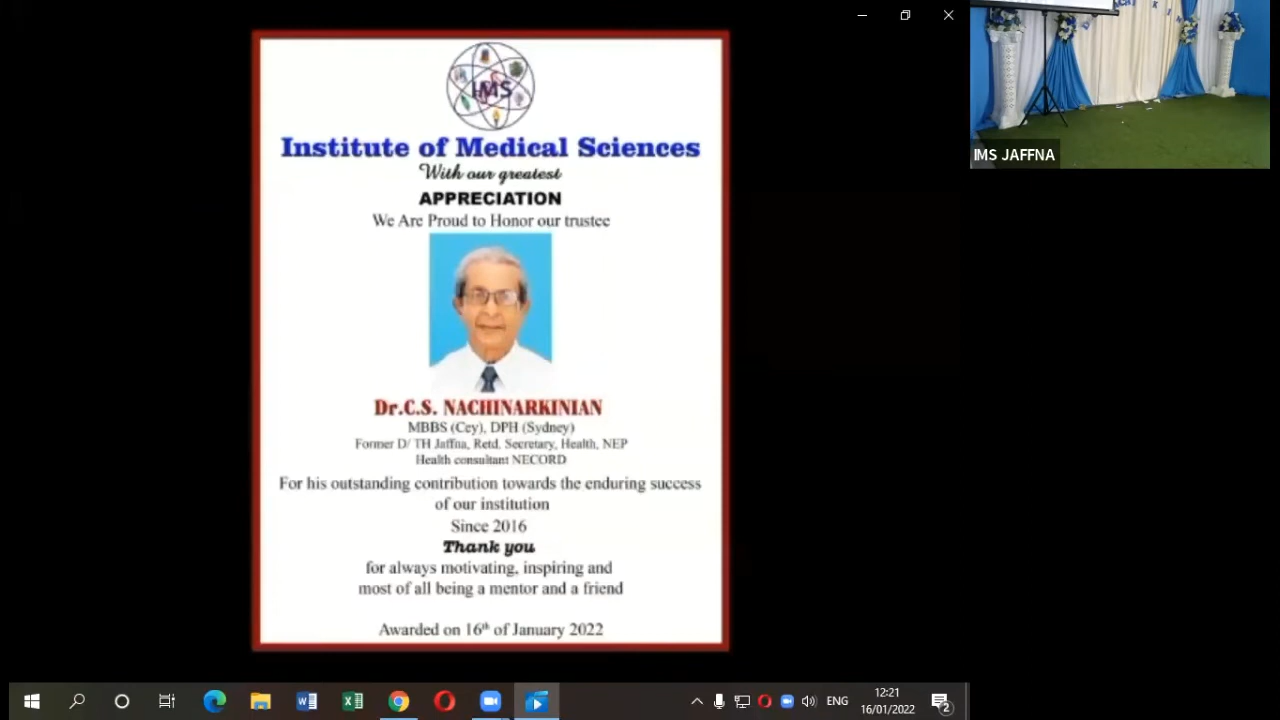 IMS
Institute of Medical Sciences
With our greatest
APPRECIATION
We Are Proud to Honor our trustee
Dr.C.S. NACHINARKINIAN
MBBS (Cey), DPH (Sydney)
Former D/ TH Jaffna, Retd. Secretary, Health, NEP
Health consultant NECORD
For his outstanding contribution towards the enduring success
of our institution
Since 2016
Thank you
for always motivating, inspiring and
most of all being a mentor and a friend
Awarded on 16th of January 2022
IMS JAFFNA
ENG
12:21
16/01/2022
2